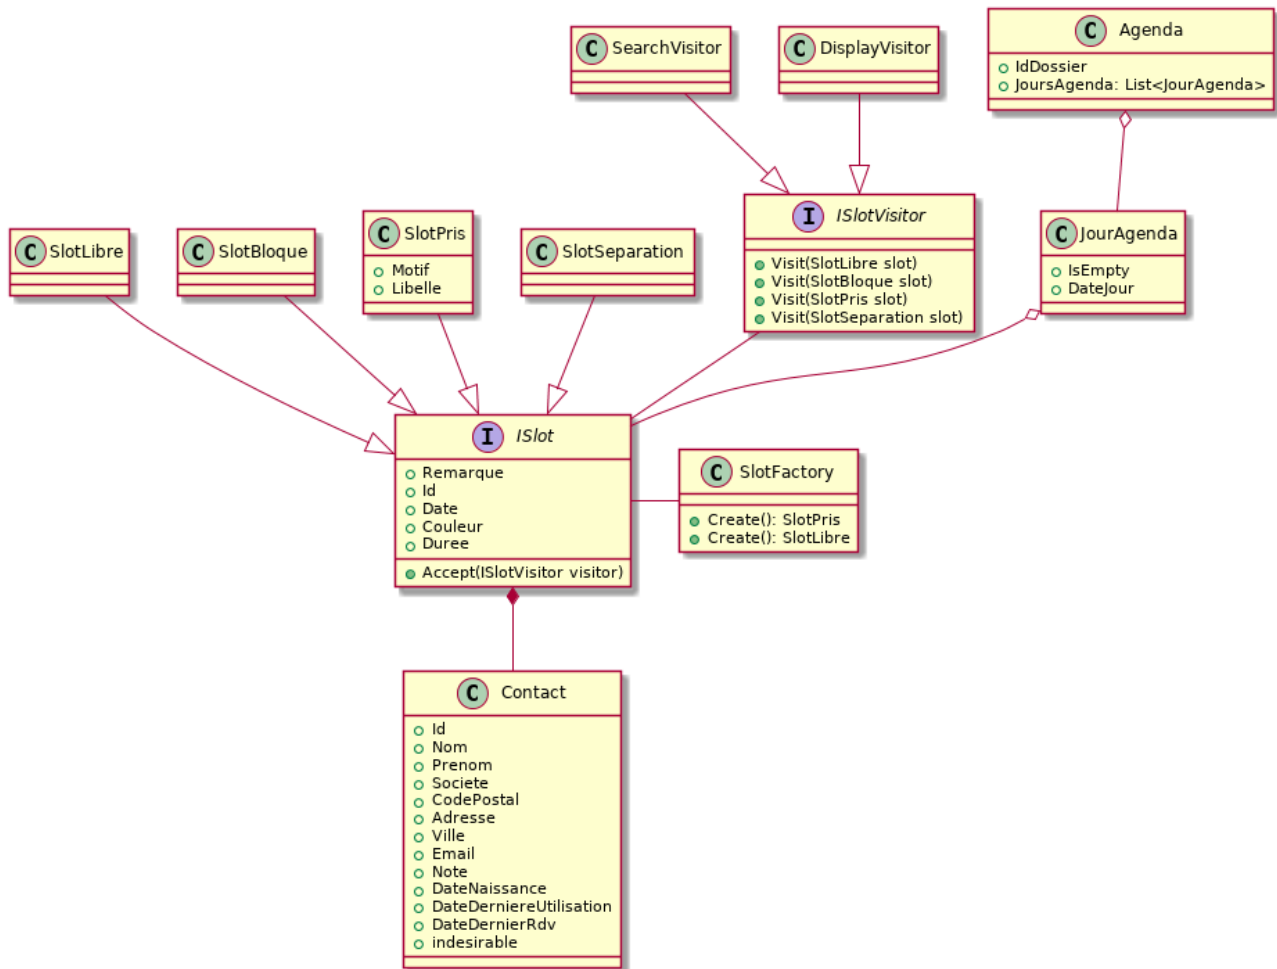 C SearchVisitor
C DisplayVisitor
C Agenda
IdDossier
JoursAgenda: List<JourAgenda>
C SlotLibre
C SlotBloque
C SlotPris
Motif
Libelle
C SlotSeparation
I ISlotVisitor
Visit(SlotLibre slot)
Visit(SlotBloque slot)
Visit(SlotPris slot)
Visit(SlotSeparation slot)
C JourAgenda
IsEmpty
DateJour
I ISlot
Remarque
Id
Date
Couleur
Duree
Accept(ISlotVisitor visitor)
C SlotFactory
Create(): SlotPris
Create(): SlotLibre
C Contact
Id
Nom
Prenom
Societe
CodePostal
Adresse
Ville
Email
Note
DateNaissance
DateDerniereUtilisation
DateDernierRdv
indesirable